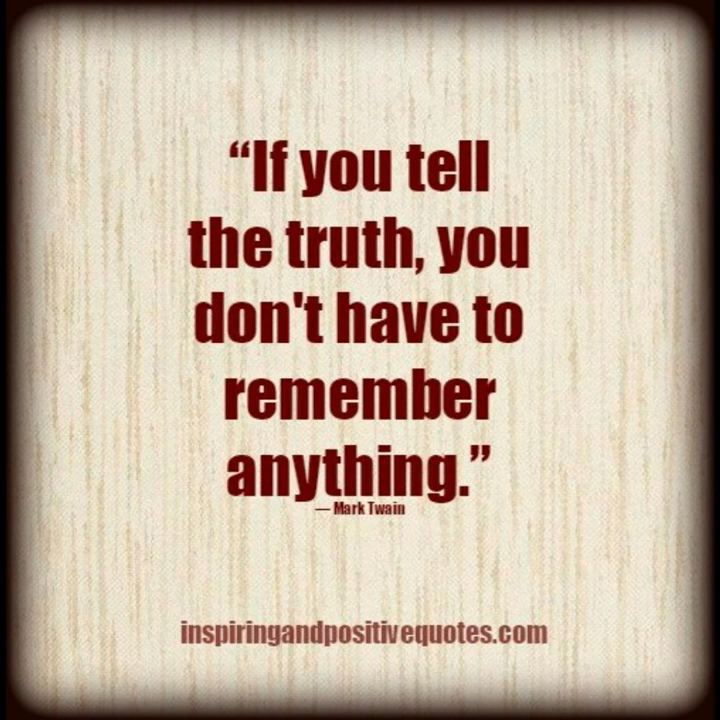 “If you tell
the truth, you
don't have to
remember
anything.”
— Mark Twain
inspiringandpositivequotes.com